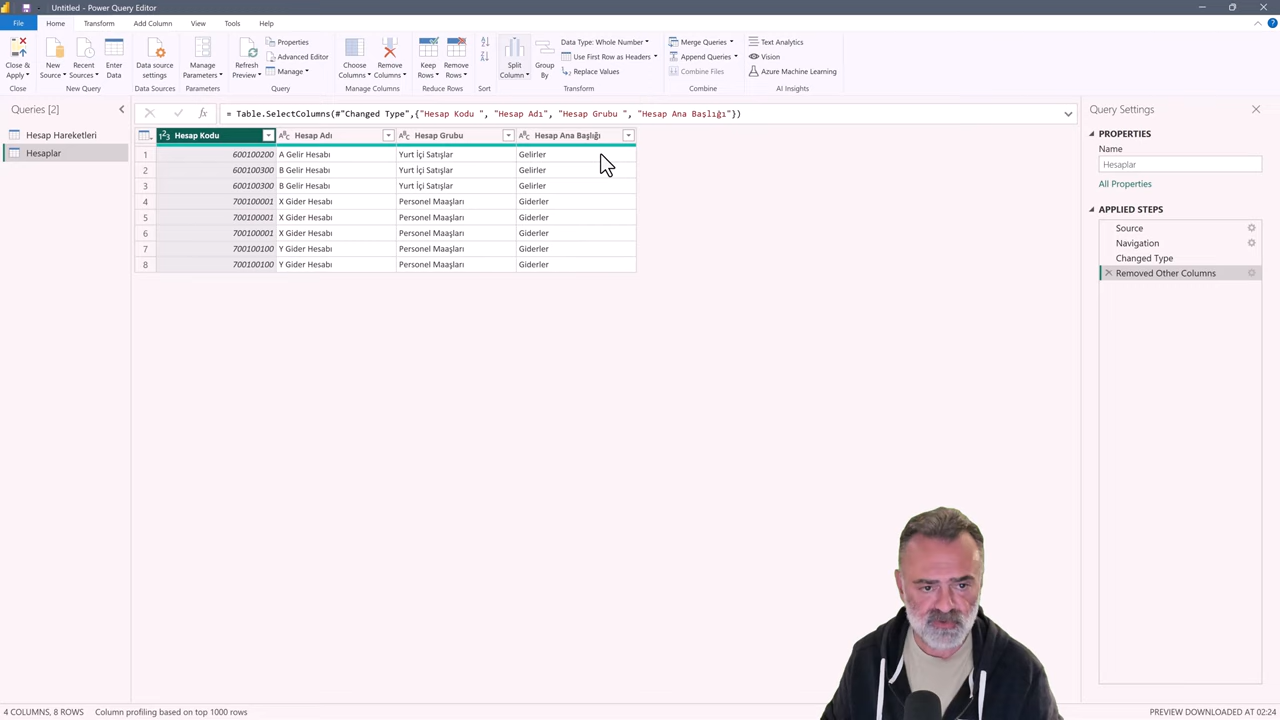 Untitled - Power Query Editor
File Home Transform Add Column View Tools Help
Close & Apply New Source Recent Sources Enter Data Data source settings Manage Parameters Refresh Preview Properties Advanced Editor Manage Choose Columns Remove Columns Keep Rows Remove Rows Split Column Group By Data Type: Whole Number Use First Row as Headers Replace Values Merge Queries Append Queries Combine Files Text Analytics Vision Azure Machine Learning
Close New Query Data Sources Parameters Query Manage Columns Reduce Rows Sort Transform Combine AI Insights
Queries [2]
Hesap Hareketleri
Hesaplar
= Table.SelectColumns(#"Changed Type",{"Hesap Kodu ", "Hesap Adı", "Hesap Grubu ", "Hesap Ana Başlığı"})
1²3 Hesap Kodu ABC Hesap Adı ABC Hesap Grubu ABC Hesap Ana Başlığı
1 600100200 A Gelir Hesabı Yurt İçi Satışlar Gelirler
2 600100300 B Gelir Hesabı Yurt İçi Satışlar Gelirler
3 600100300 B Gelir Hesabı Yurt İçi Satışlar Gelirler
4 700100001 X Gider Hesabı Personel Maaşları Giderler
5 700100001 X Gider Hesabı Personel Maaşları Giderler
6 700100001 X Gider Hesabı Personel Maaşları Giderler
7 700100100 Y Gider Hesabı Personel Maaşları Giderler
8 700100100 Y Gider Hesabı Personel Maaşları Giderler
Query Settings
PROPERTIES
Name
Hesaplar
All Properties
APPLIED STEPS
Source
Navigation
Changed Type
Removed Other Columns
4 COLUMNS, 8 ROWS Column profiling based on top 1000 rows PREVIEW DOWNLOADED AT 02:24